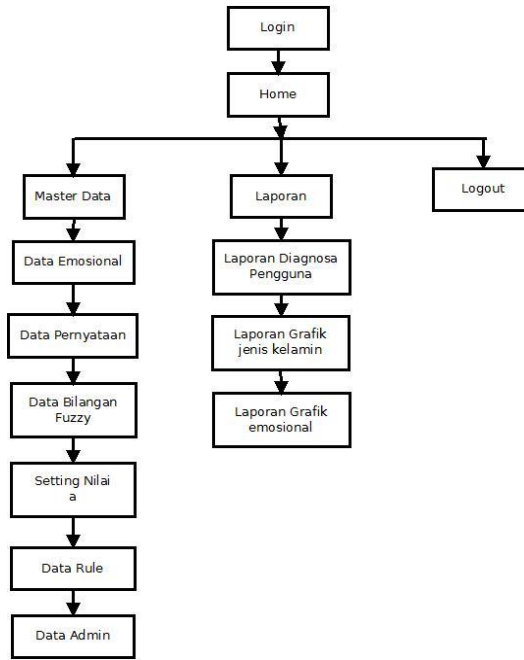 Login
Home
Master Data
Laporan
Logout
Data Emosional
Laporan Diagnosa
Pengguna
Data Pernyataan
Laporan Grafik
jenis kelamin
Data Bilangan
Fuzzy
Laporan Grafik
emosional
Setting Nilai
a
Data Rule
Data Admin